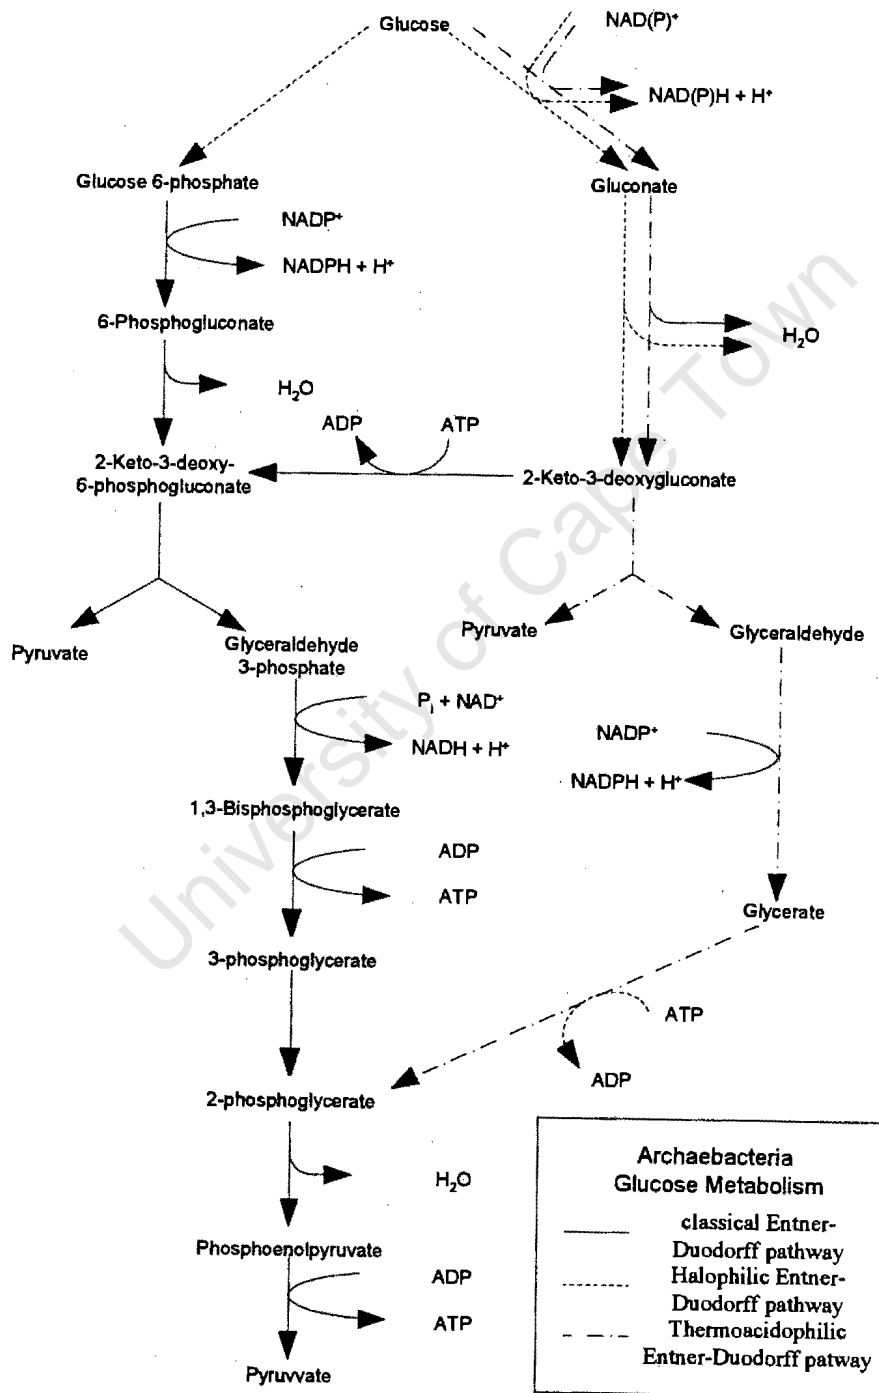 Glucose
NAD(P)⁺
NAD(P)H + H⁺
Glucose 6-phosphate
Gluconate
NADP⁺
NADPH + H⁺
6-Phosphogluconate
H₂O
H₂O
ADP
ATP
2-Keto-3-deoxy-
6-phosphogluconate
2-Keto-3-deoxygluconate
Pyruvate
Glyceraldehyde
3-phosphate
Pyruvate
Glyceraldehyde
Pᵢ + NAD⁺
NADH + H⁺
NADP⁺
NADPH + H⁺
1,3-Bisphosphoglycerate
ADP
ATP
Glycerate
3-phosphoglycerate
ATP
ADP
2-phosphoglycerate
H₂O
Phosphoenolpyruvate
ADP
ATP
Pyruvvate
Archaebacteria
Glucose Metabolism
classical Entner-
Duodorff pathway
Halophilic Entner-
Duodorff pathway
Thermoacidophilic
Entner-Duodorff patway
University of Cape Town